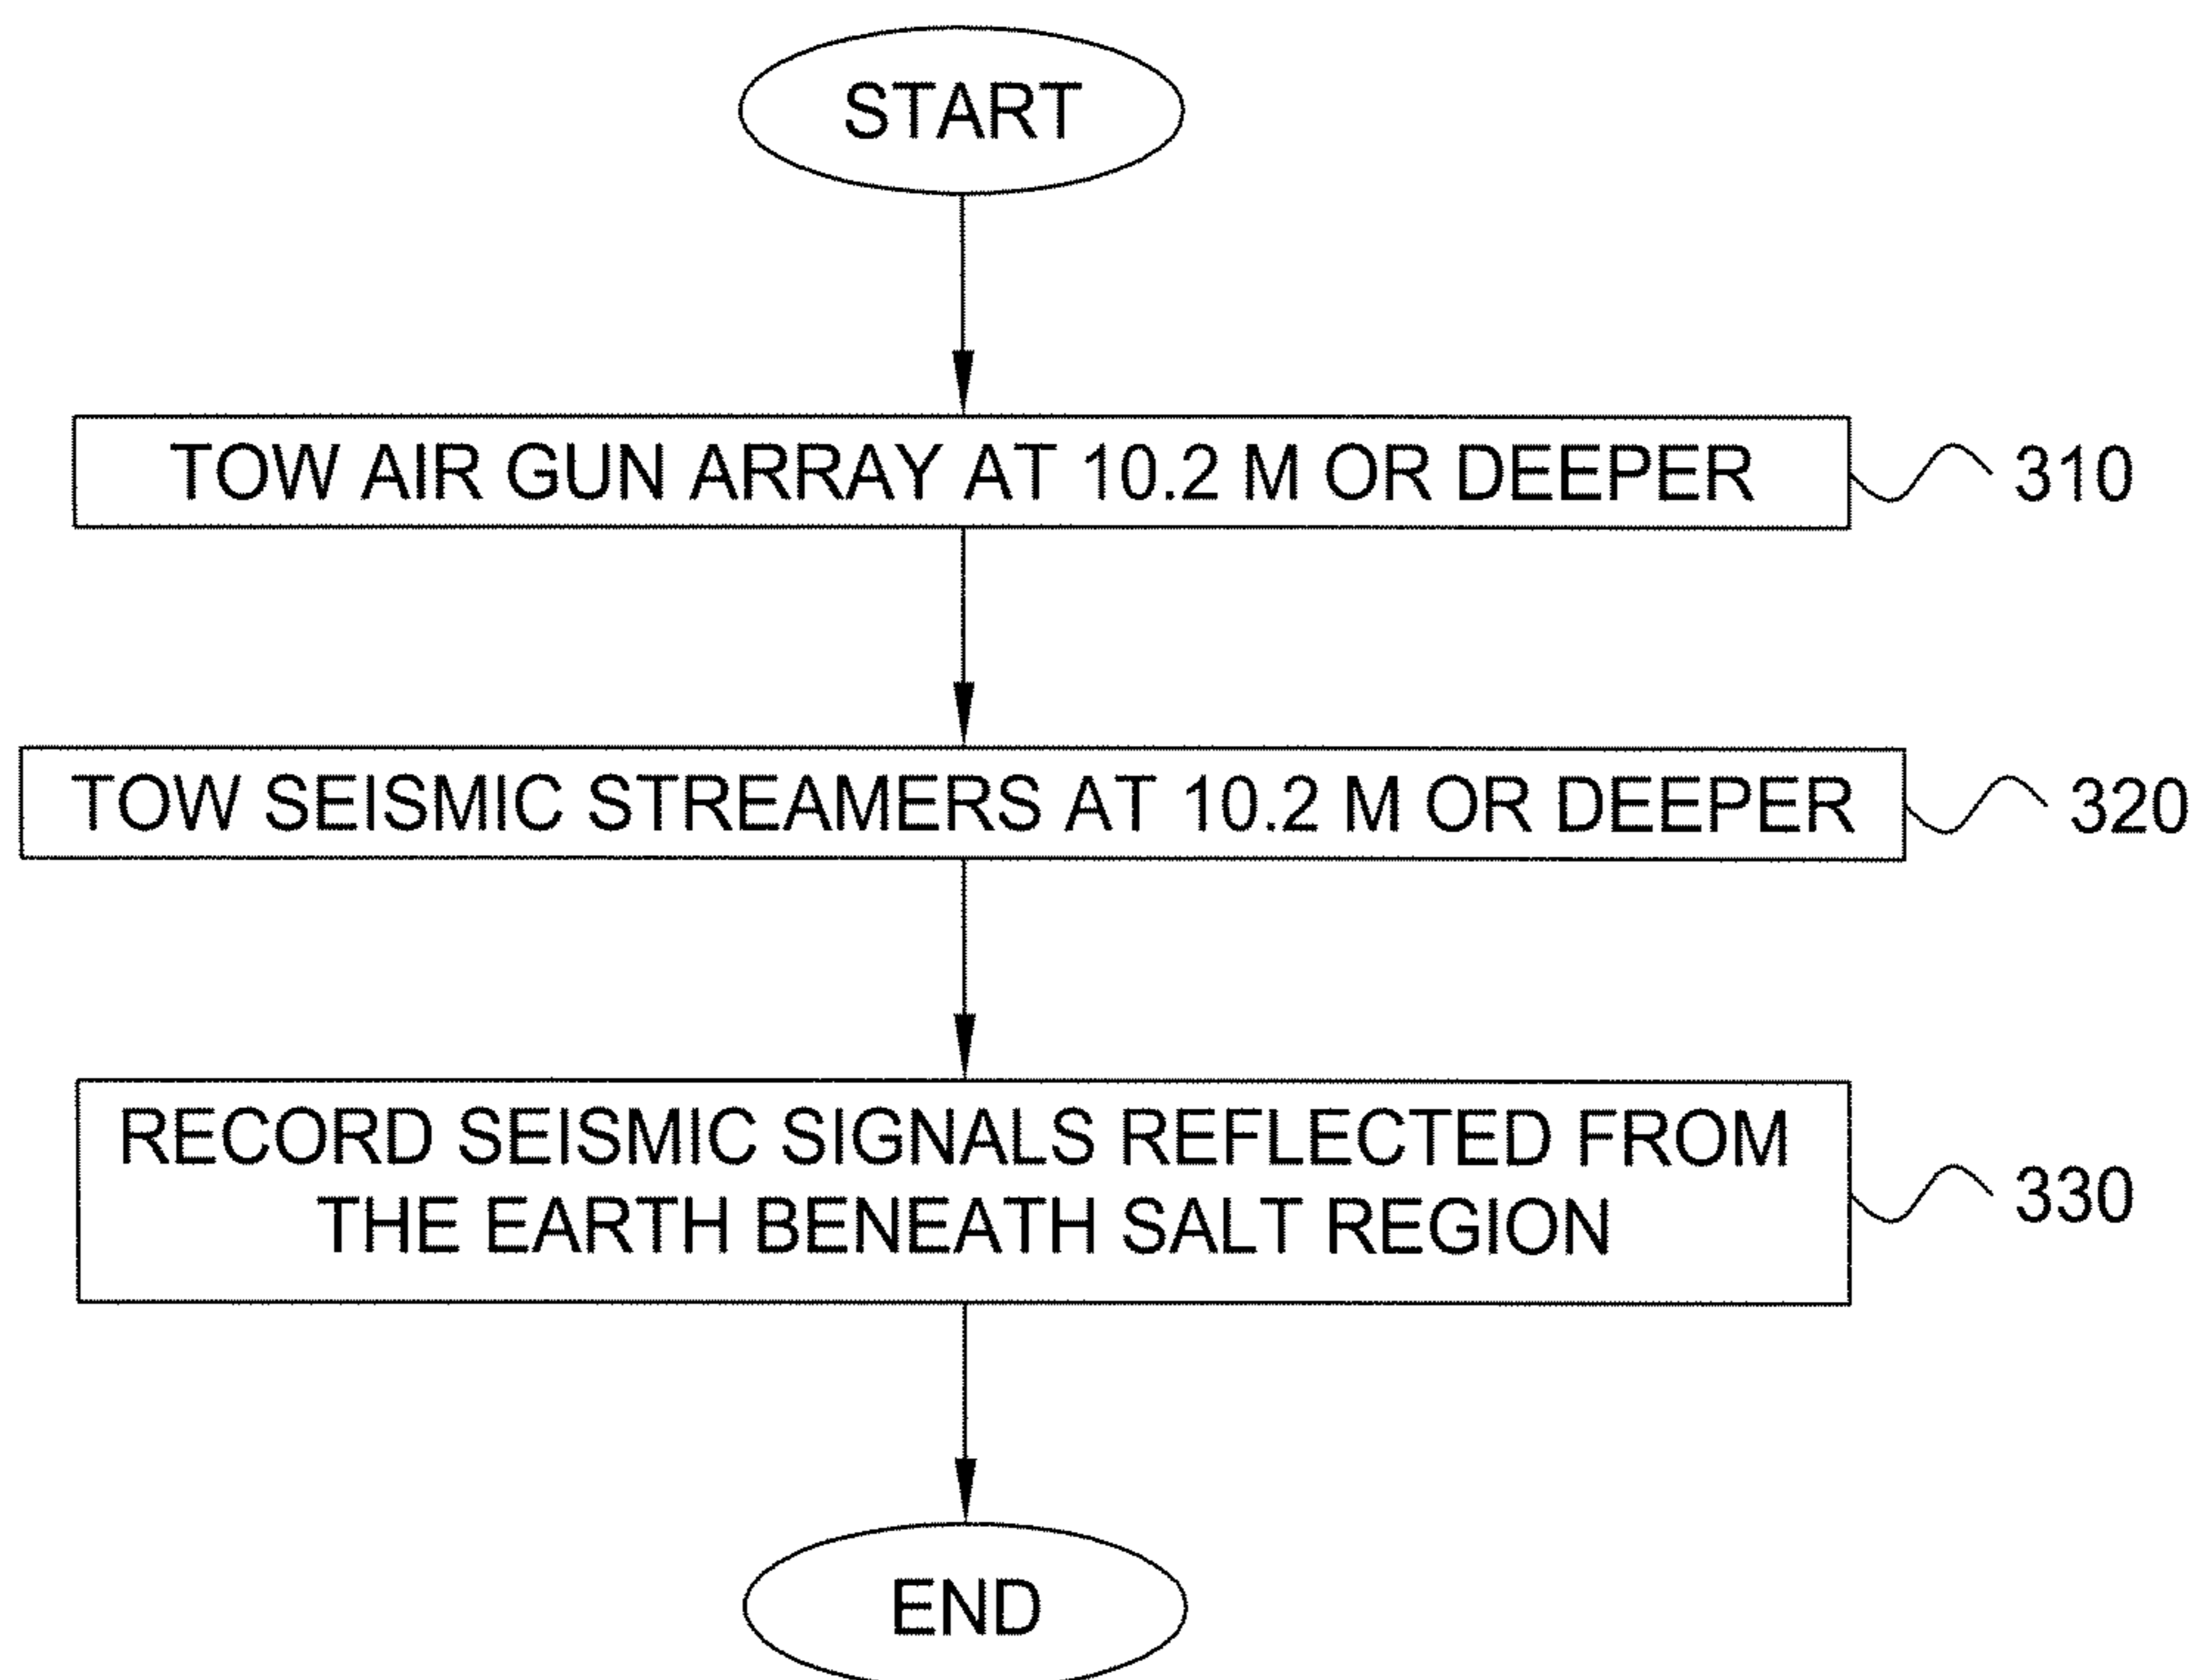 START
TOW AIR GUN ARRAY AT 10.2 M OR DEEPER
310
TOW SEISMIC STREAMERS AT 10.2 M OR DEEPER
320
RECORD SEISMIC SIGNALS REFLECTED FROM
THE EARTH BENEATH SALT REGION
330
END